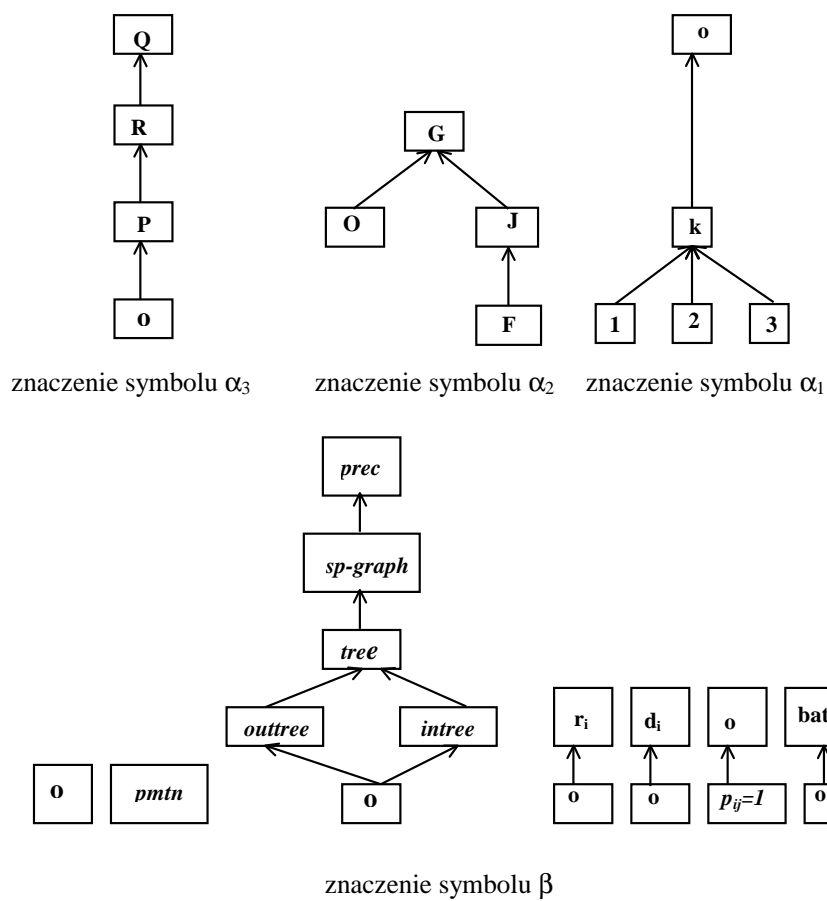 Q
o
R
G
P
O
J
k
o
F
1
2
3
znaczenie symbolu α₃
znaczenie symbolu α₂
znaczenie symbolu α₁
prec
sp-graph
tree
outtree
intree
rᵢ
dᵢ
o
bat
o
pmtn
o
o
o
pᵢⱼ=1
o
znaczenie symbolu β